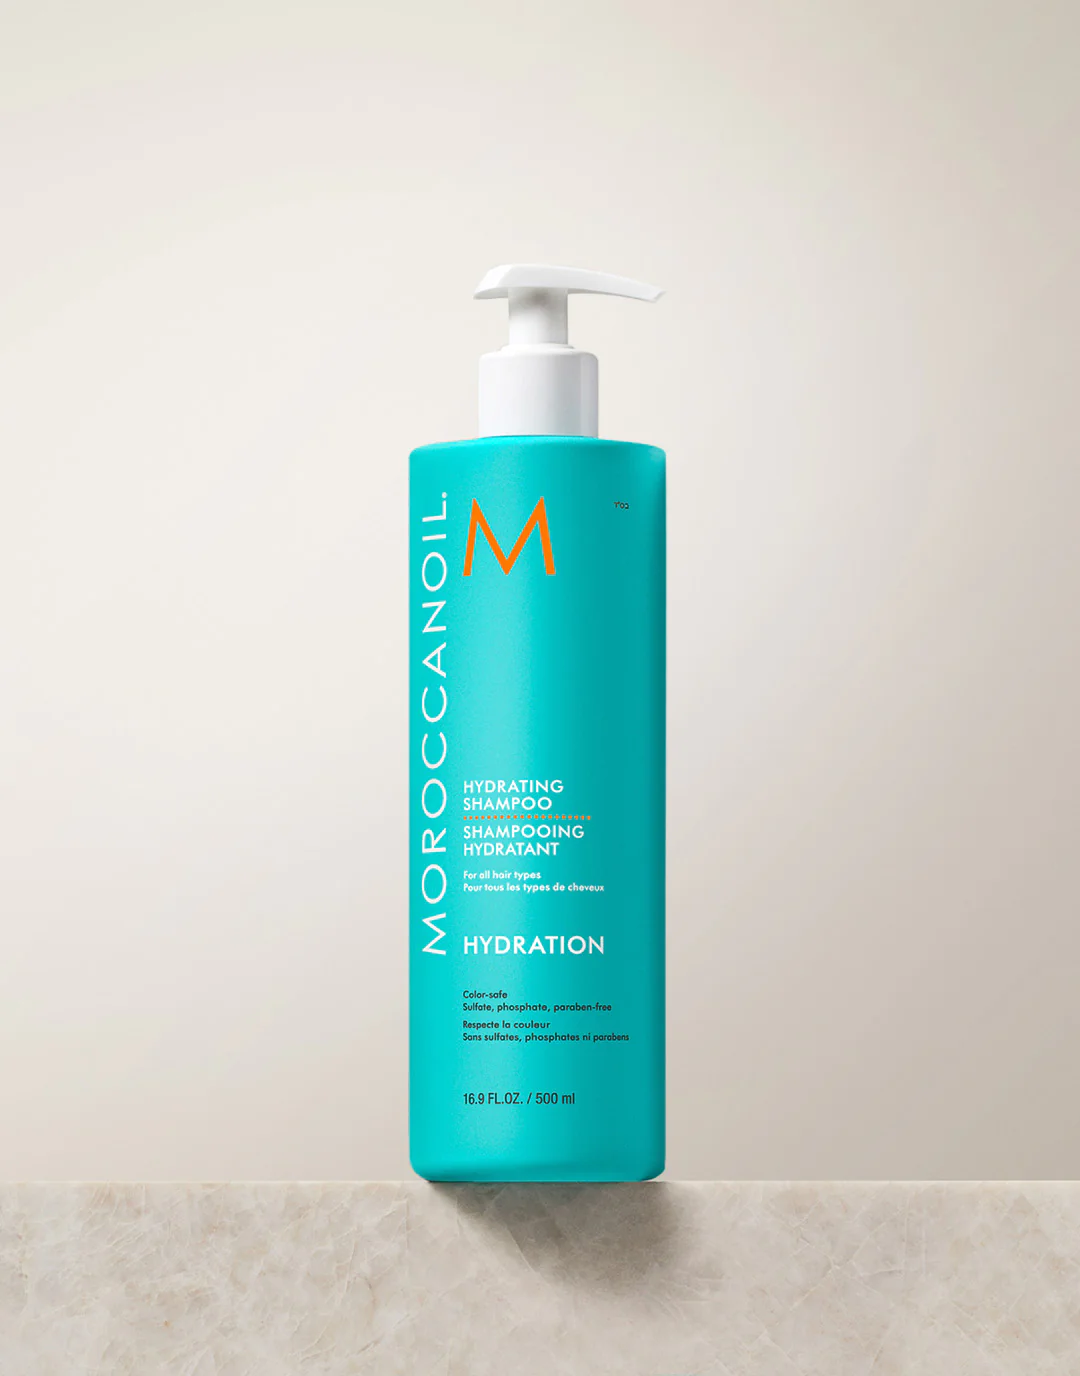 MOROCCANOIL.
M
בס"ד
HYDRATING
SHAMPOO
SHAMPOOING
HYDRATANT
For all hair types
Pour tous les types de cheveux
HYDRATION
Color-safe
Sulfate, phosphate, paraben-free
Respecte la couleur
Sans sulfates, phosphates ni parabens
16.9 FL.OZ. / 500 ml